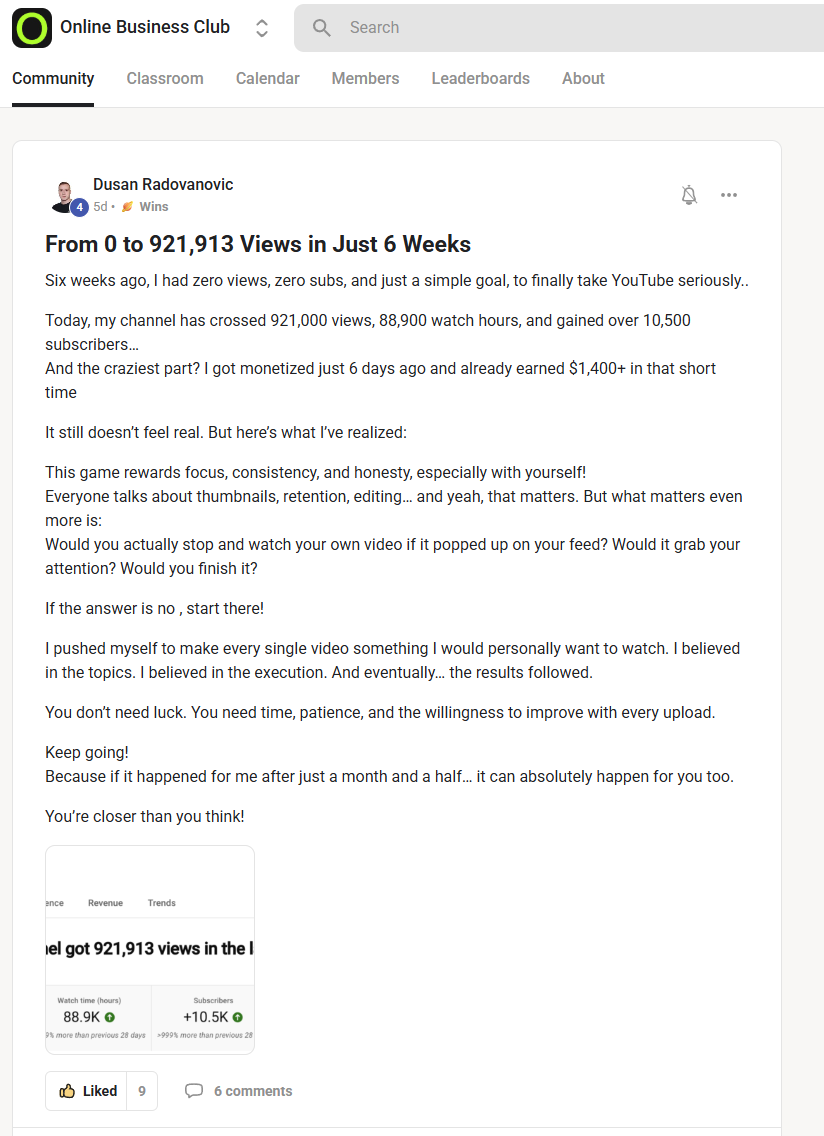 Online Business Club
Search
Community Classroom Calendar Members Leaderboards About
Dusan Radovanovic
4 5d • Wins
From 0 to 921,913 Views in Just 6 Weeks
Six weeks ago, I had zero views, zero subs, and just a simple goal, to finally take YouTube seriously..
Today, my channel has crossed 921,000 views, 88,900 watch hours, and gained over 10,500
subscribers…
And the craziest part? I got monetized just 6 days ago and already earned $1,400+ in that short
time
It still doesn’t feel real. But here’s what I’ve realized:
This game rewards focus, consistency, and honesty, especially with yourself!
Everyone talks about thumbnails, retention, editing… and yeah, that matters. But what matters even
more is:
Would you actually stop and watch your own video if it popped up on your feed? Would it grab your
attention? Would you finish it?
If the answer is no , start there!
I pushed myself to make every single video something I would personally want to watch. I believed
in the topics. I believed in the execution. And eventually… the results followed.
You don’t need luck. You need time, patience, and the willingness to improve with every upload.
Keep going!
Because if it happened for me after just a month and a half… it can absolutely happen for you too.
You’re closer than you think!
ence Revenue Trends
nel got 921,913 views in the l
Watch time (hours) Subscribers
88.9K +10.5K
9% more than previous 28 days >999% more than previous 28
Liked 9 6 comments